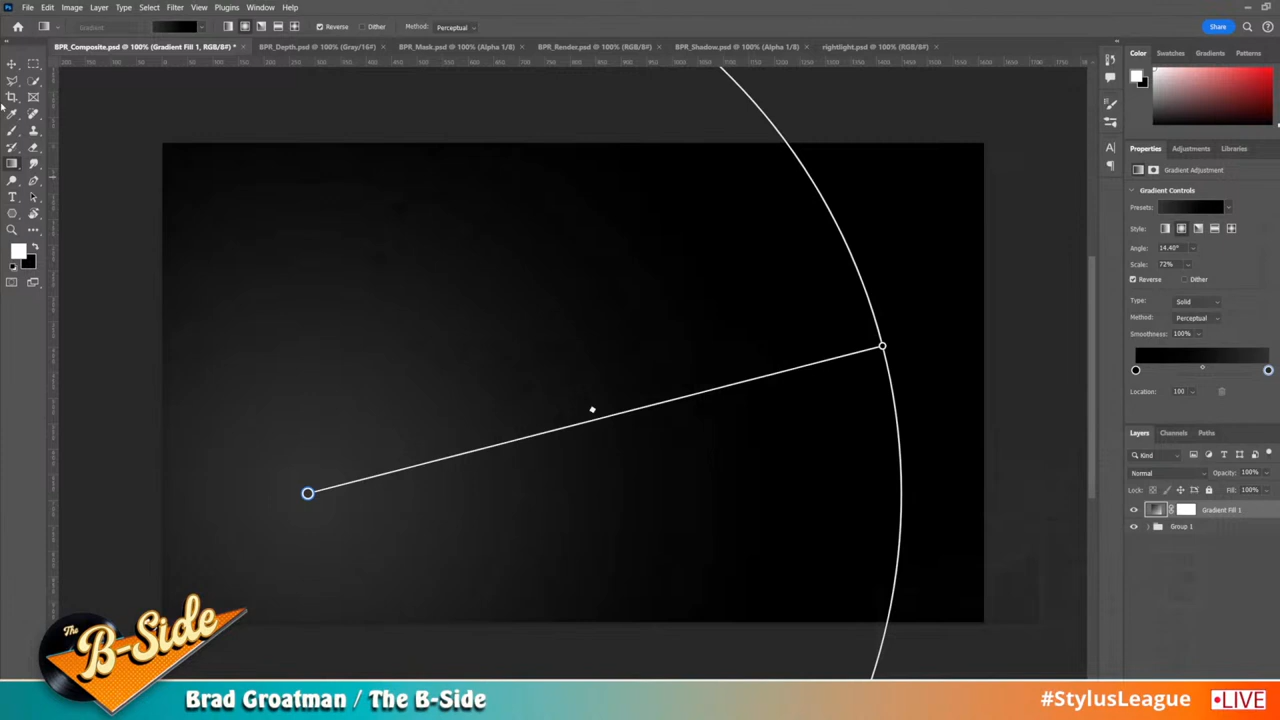 Ps File Edit Image Layer Type Select Filter View Plugins Window Help
Gradient Reverse Dither Method: Perceptual Share
BPR_Composite.psd @ 100% (Gradient Fill 1, RGB/8#) * × BPR_Depth.psd @ 100% (Gray/16#) × BPR_Mask.psd @ 100% (Alpha 1/8) × BPR_Render.psd @ 100% (RGB/8#) × BPR_Shadow.psd @ 100% (Alpha 1/8) × rightlight.psd @ 100% (RGB/8#) ×
Color Swatches Gradients Patterns
Properties Adjustments Libraries
Gradient Adjustment
Gradient Controls
Presets:
Style:
Angle: 14.40°
Scale: 72%
Reverse Dither
Type: Solid
Method: Perceptual
Smoothness: 100%
Location: 100
Layers Channels Paths
Kind
Normal Opacity: 100%
Lock: Fill: 100%
Gradient Fill 1
Group 1
The
B-Side
Brad Groatman / The B-Side #StylusLeague LIVE